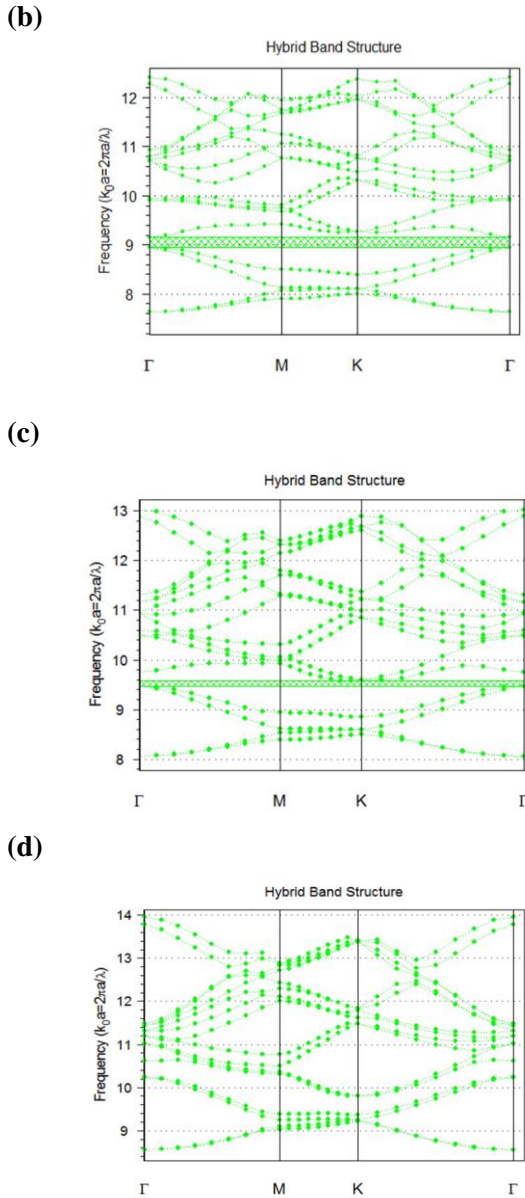 (b)
Hybrid Band Structure
Frequency (k₀a=2πa/λ)
12
11
10
9
8
Γ M K Γ
(c)
Hybrid Band Structure
Frequency (k₀a=2πa/λ)
13
12
11
10
9
8
Γ M K Γ
(d)
Hybrid Band Structure
Frequency (k₀a=2πa/λ)
14
13
12
11
10
9
Γ M K Γ